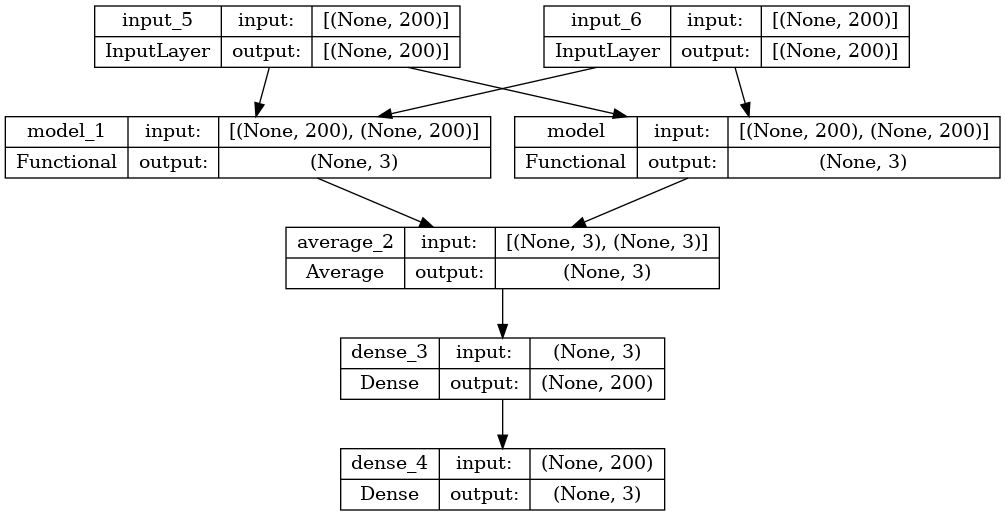 input_5 input: [(None, 200)] input_6 input: [(None, 200)]
InputLayer output: [(None, 200)] InputLayer output: [(None, 200)]
model_1 input: [(None, 200), (None, 200)] model input: [(None, 200), (None, 200)]
Functional output: (None, 3) Functional output: (None, 3)
average_2 input: [(None, 3), (None, 3)]
Average output: (None, 3)
dense_3 input: (None, 3)
Dense output: (None, 200)
dense_4 input: (None, 200)
Dense output: (None, 3)